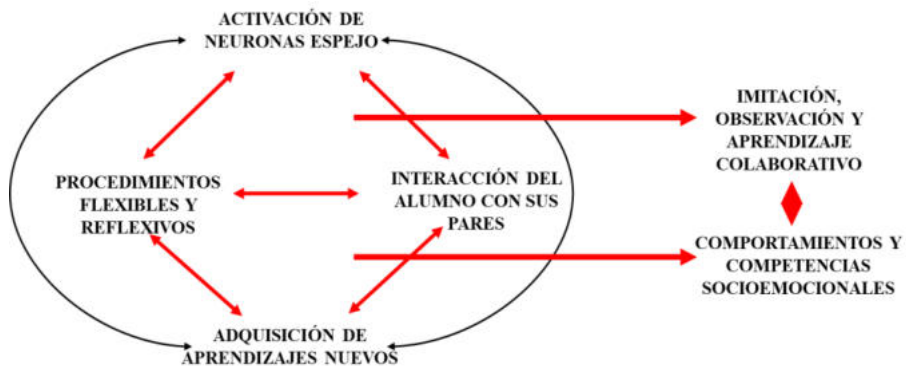 ACTIVACIÓN DE
NEURONAS ESPEJO
IMITACIÓN,
OBSERVACIÓN Y
APRENDIZAJE
COLABORATIVO
PROCEDIMIENTOS
FLEXIBLES Y
REFLEXIVOS
INTERACCIÓN DEL
ALUMNO CON SUS
PARES
COMPORTAMIENTOS Y
COMPETENCIAS
SOCIOEMOCIONALES
ADQUISICIÓN DE
APRENDIZAJES NUEVOS